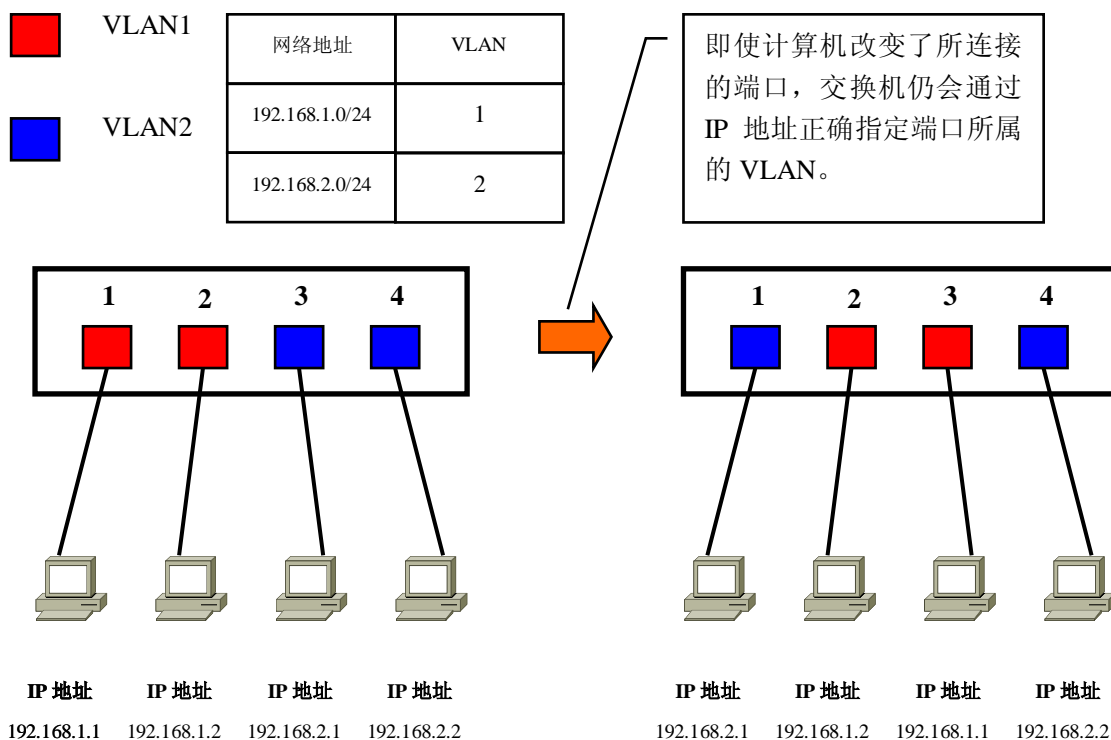 VLAN1
VLAN2
网络地址 VLAN
192.168.1.0/24 1
192.168.2.0/24 2
即使计算机改变了所连接
的端口，交换机仍会通过
IP 地址正确指定端口所属
的 VLAN。
1 2 3 4
IP 地址 IP 地址 IP 地址 IP 地址
192.168.1.1 192.168.1.2 192.168.2.1 192.168.2.2
1 2 3 4
IP 地址 IP 地址 IP 地址 IP 地址
192.168.2.1 192.168.1.2 192.168.1.1 192.168.2.2